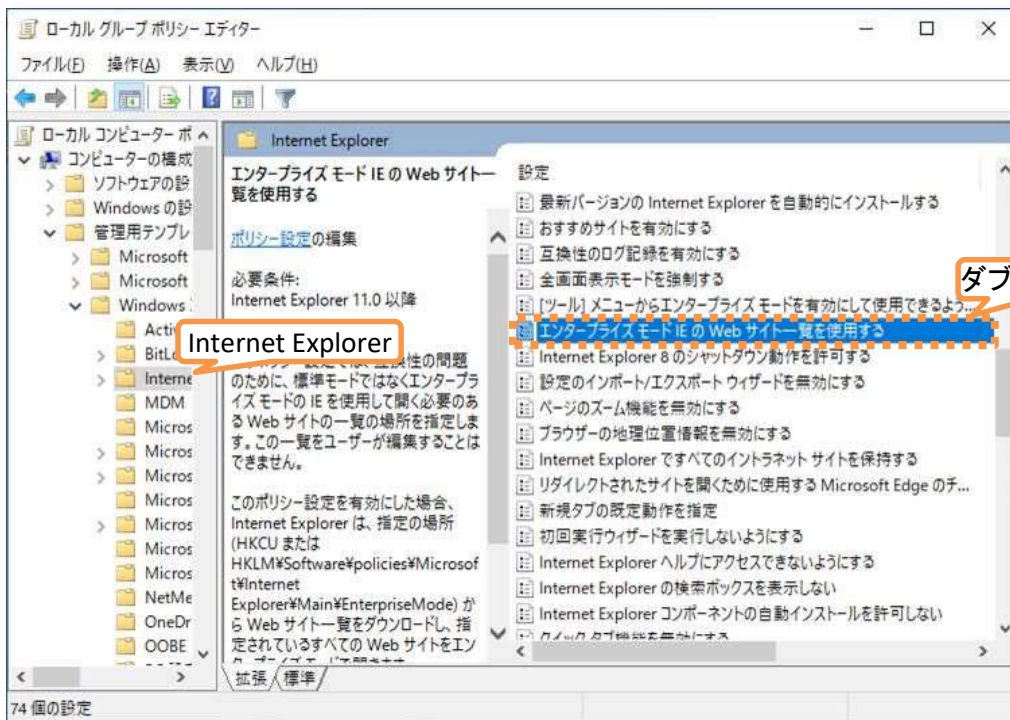 ローカル グループ ポリシー エディター
ファイル(F) 操作(A) 表示(V) ヘルプ(H)
ローカル コンピューター ポ
コンピューターの構成
ソフトウェアの設
Windows の設
管理用テンプレ
Microsoft
Microsoft
Windows
Activ
BitLo
Interne
MDM
Micros
Micros
Micros
Micros
Micros
Micros
Micros
NetMe
OneDr
OOBE
Internet Explorer
Internet Explorer
エンタープライズ モード IE の Web サイト一
覧を使用する
ポリシー設定の編集
必要条件:
Internet Explorer 11.0 以降
互換性の問題
のために、標準モードではなくエンタープラ
イズ モードの IE を使用して開く必要のあ
る Web サイトの一覧の場所を指定しま
す。この一覧をユーザーが編集することは
できません。
このポリシー設定を有効にした場合、
Internet Explorer は、指定の場所
(HKCU または
HKLM¥Software¥policies¥Microsof
t¥Internet
Explorer¥Main¥EnterpriseMode) か
ら Web サイト一覧をダウンロードし、指
定されているすべての Web サイトをエン
設定
最新バージョンの Internet Explorer を自動的にインストールする
おすすめサイトを有効にする
互換性のログ記録を有効にする
全画面表示モードを強制する
ダブ
[ツール] メニューからエンタープライズ モードを有効にして使用できるよう...
エンタープライズ モード IE の Web サイト一覧を使用する
Internet Explorer 8 のシャットダウン動作を許可する
設定のインポート/エクスポート ウィザードを無効にする
ページのズーム機能を無効にする
ブラウザーの地理位置情報を無効にする
Internet Explorer ですべてのイントラネット サイトを保持する
リダイレクトされたサイトを開くために使用する Microsoft Edge のチ...
新規タブの既定動作を指定
初回実行ウィザードを実行しないようにする
Internet Explorer ヘルプにアクセスできないようにする
Internet Explorer の検索ボックスを表示しない
Internet Explorer コンポーネントの自動インストールを許可しない
クイック タブ機能を無効にする
拡張 標準
74 個の設定